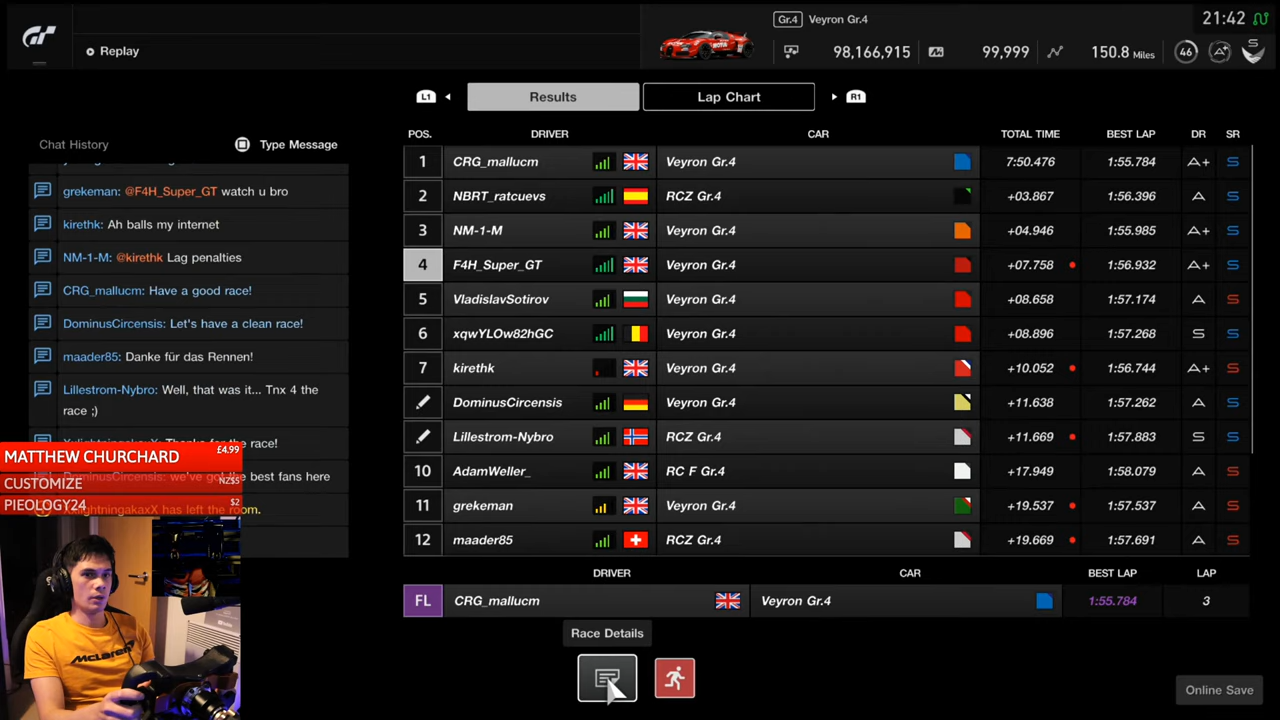 Gr.4 Veyron Gr.4
21:42
Replay
98,166,915 99,999 150.8 Miles 46 A+ S
L1 Results Lap Chart R1
Chat History Type Message
grekeman: @F4H_Super_GT watch u bro
kirethk: Ah balls my internet
NM-1-M: @kirethk Lag penalties
CRG_mallucm: Have a good race!
DominusCircensis: Let's have a clean race!
maader85: Danke für das Rennen!
Lillestrom-Nybro: Well, that was it... Tnx 4 the
race ;)
MATTHEW CHURCHARD £4.99
CUSTOMIZE NZ$5
PIEOLOGY24 $2
McLaren
POS. DRIVER CAR TOTAL TIME BEST LAP DR SR
1 CRG_mallucm Veyron Gr.4 7:50.476 1:55.784 A+ S
2 NBRT_ratcuevs RCZ Gr.4 +03.867 1:56.396 A S
3 NM-1-M Veyron Gr.4 +04.946 1:55.985 A+ S
4 F4H_Super_GT Veyron Gr.4 +07.758 1:56.932 A+ S
5 VladislavSotirov Veyron Gr.4 +08.658 1:57.174 A S
6 xqwYLOw82hGC Veyron Gr.4 +08.896 1:57.268 S S
7 kirethk Veyron Gr.4 +10.052 1:56.744 A+ S
DominusCircensis Veyron Gr.4 +11.638 1:57.262 A S
Lillestrom-Nybro RCZ Gr.4 +11.669 1:57.883 S S
10 AdamWeller_ RC F Gr.4 +17.949 1:58.079 A S
11 grekeman Veyron Gr.4 +19.537 1:57.537 A S
12 maader85 RCZ Gr.4 +19.669 1:57.691 A S
DRIVER CAR BEST LAP LAP
FL CRG_mallucm Veyron Gr.4 1:55.784 3
Race Details
Online Save